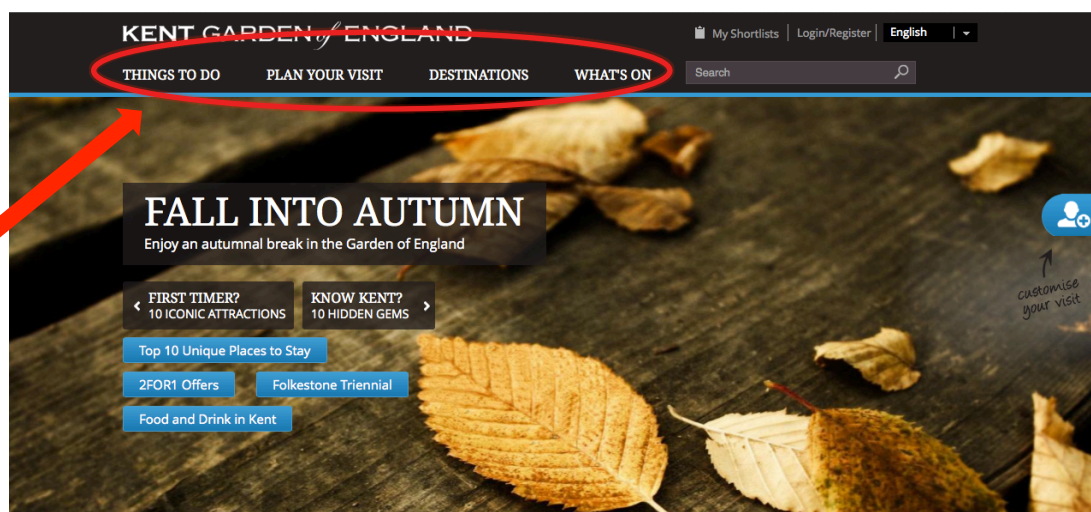 KENT GARDEN of ENGLAND
My Shortlists | Login/Register | English
THINGS TO DO PLAN YOUR VISIT DESTINATIONS WHAT'S ON Search
FALL INTO AUTUMN
Enjoy an autumnal break in the Garden of England
FIRST TIMER?
10 ICONIC ATTRACTIONS
KNOW KENT?
10 HIDDEN GEMS
Top 10 Unique Places to Stay
2FOR1 Offers
Folkestone Triennial
Food and Drink in Kent
customise
your visit